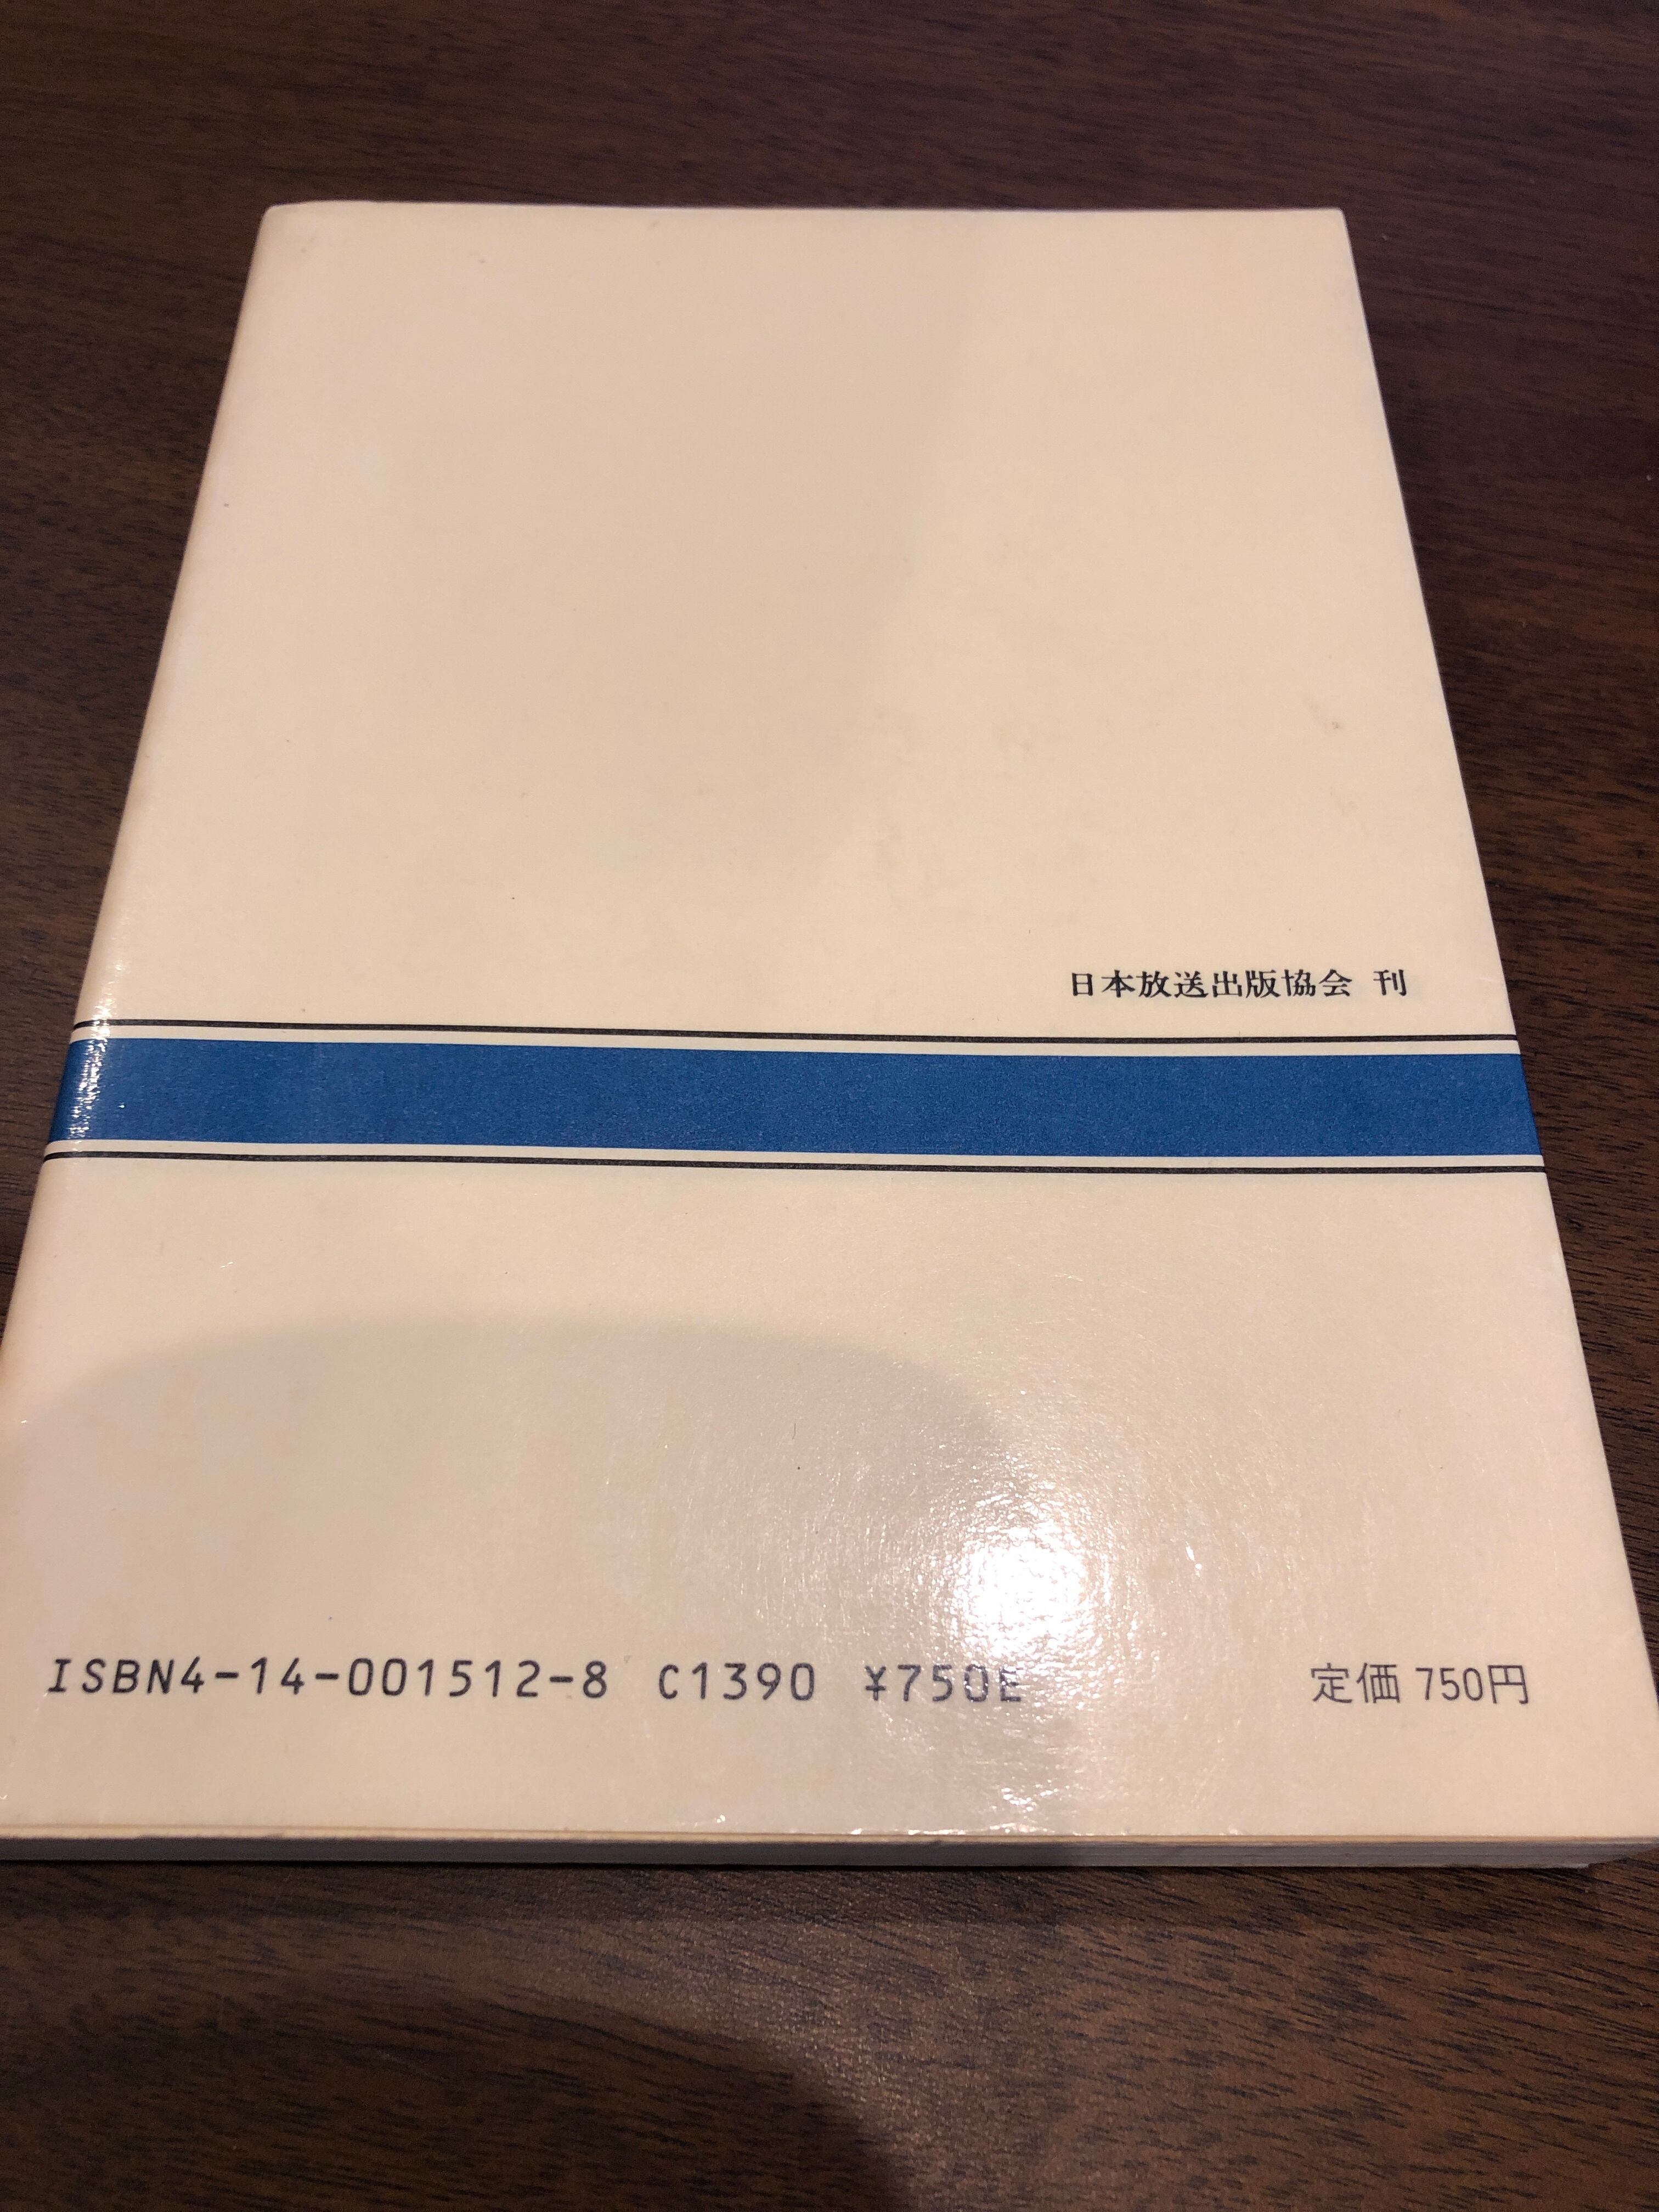 日本放送出版協会 刊
ISBN4-14-001512-8 C1390 ¥750E 定価 750円